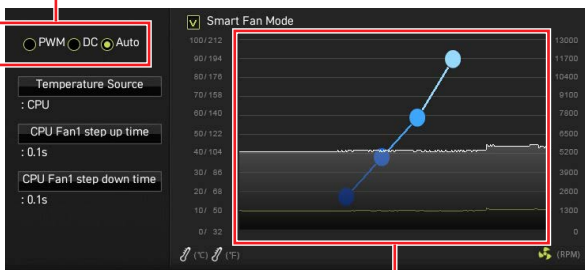 Smart Fan Mode
PWM DC Auto
Temperature Source
: CPU
CPU Fan1 step up time
: 0.1s
CPU Fan1 step down time
: 0.1s
100/212 13000
90/194 11700
80/176 10400
70/158 9100
60/140 7800
50/122 6500
40/104 5200
30/ 86 3900
20/ 68 2600
10/ 50 1300
0/ 32 0
(°C) (°F) (RPM)